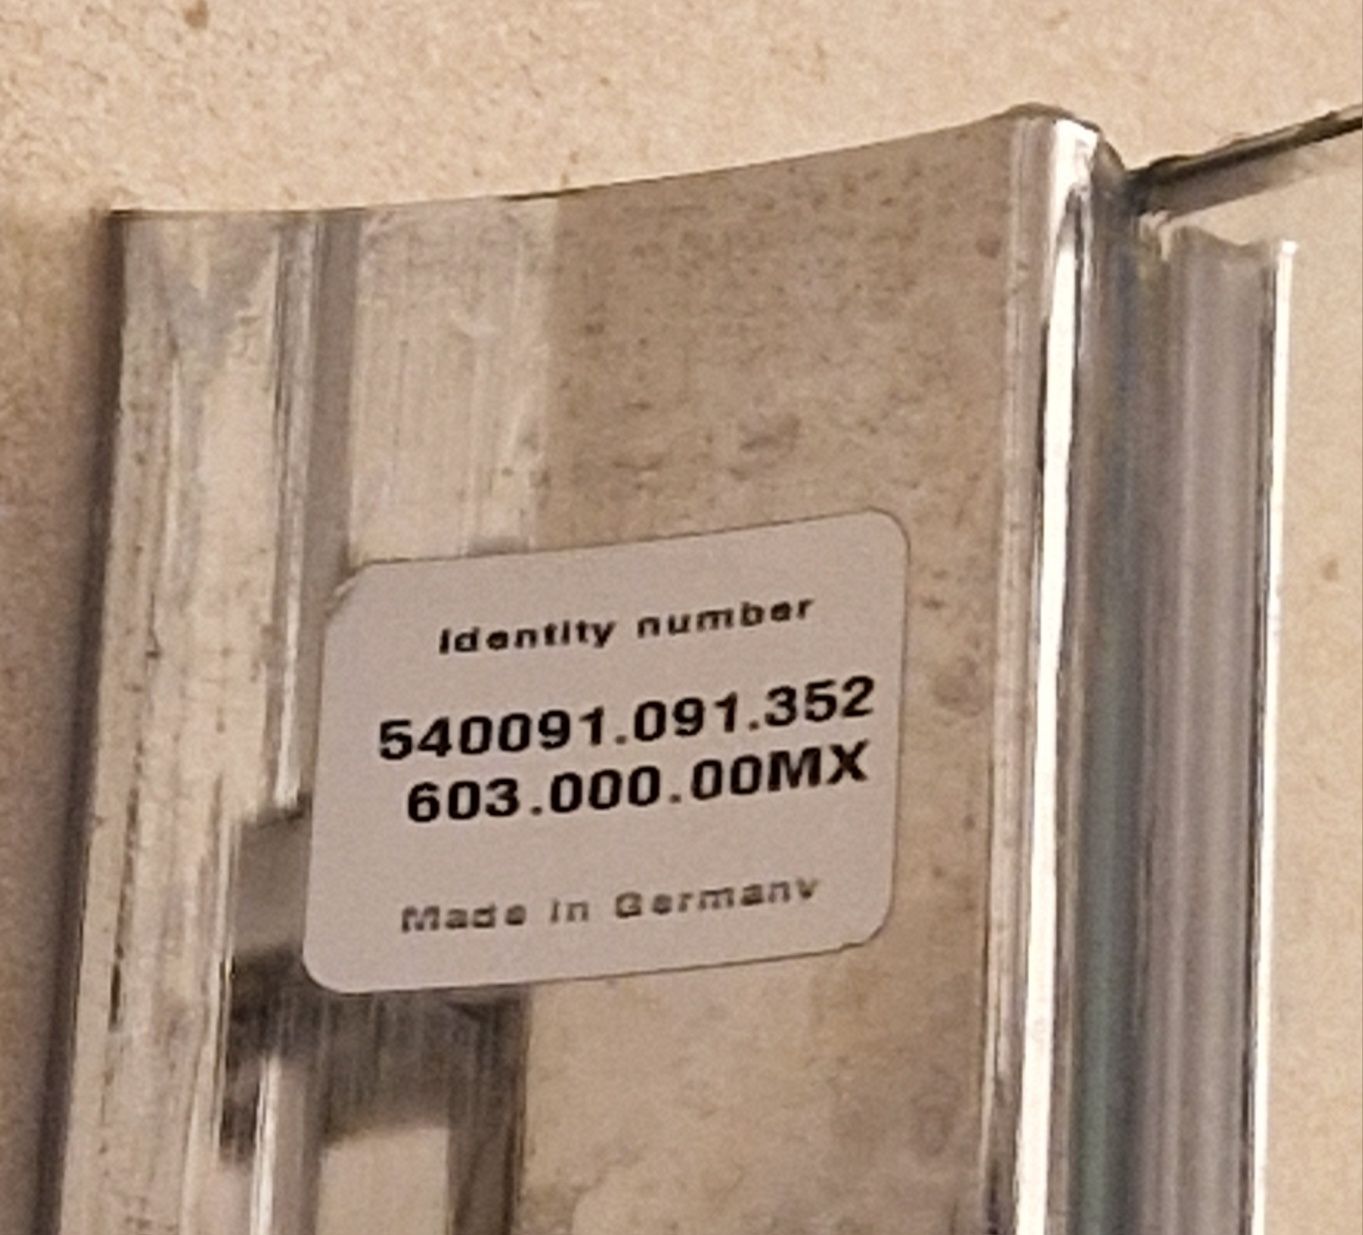 Identity number
540091.091.352
603.000.00MX
Made in Germany